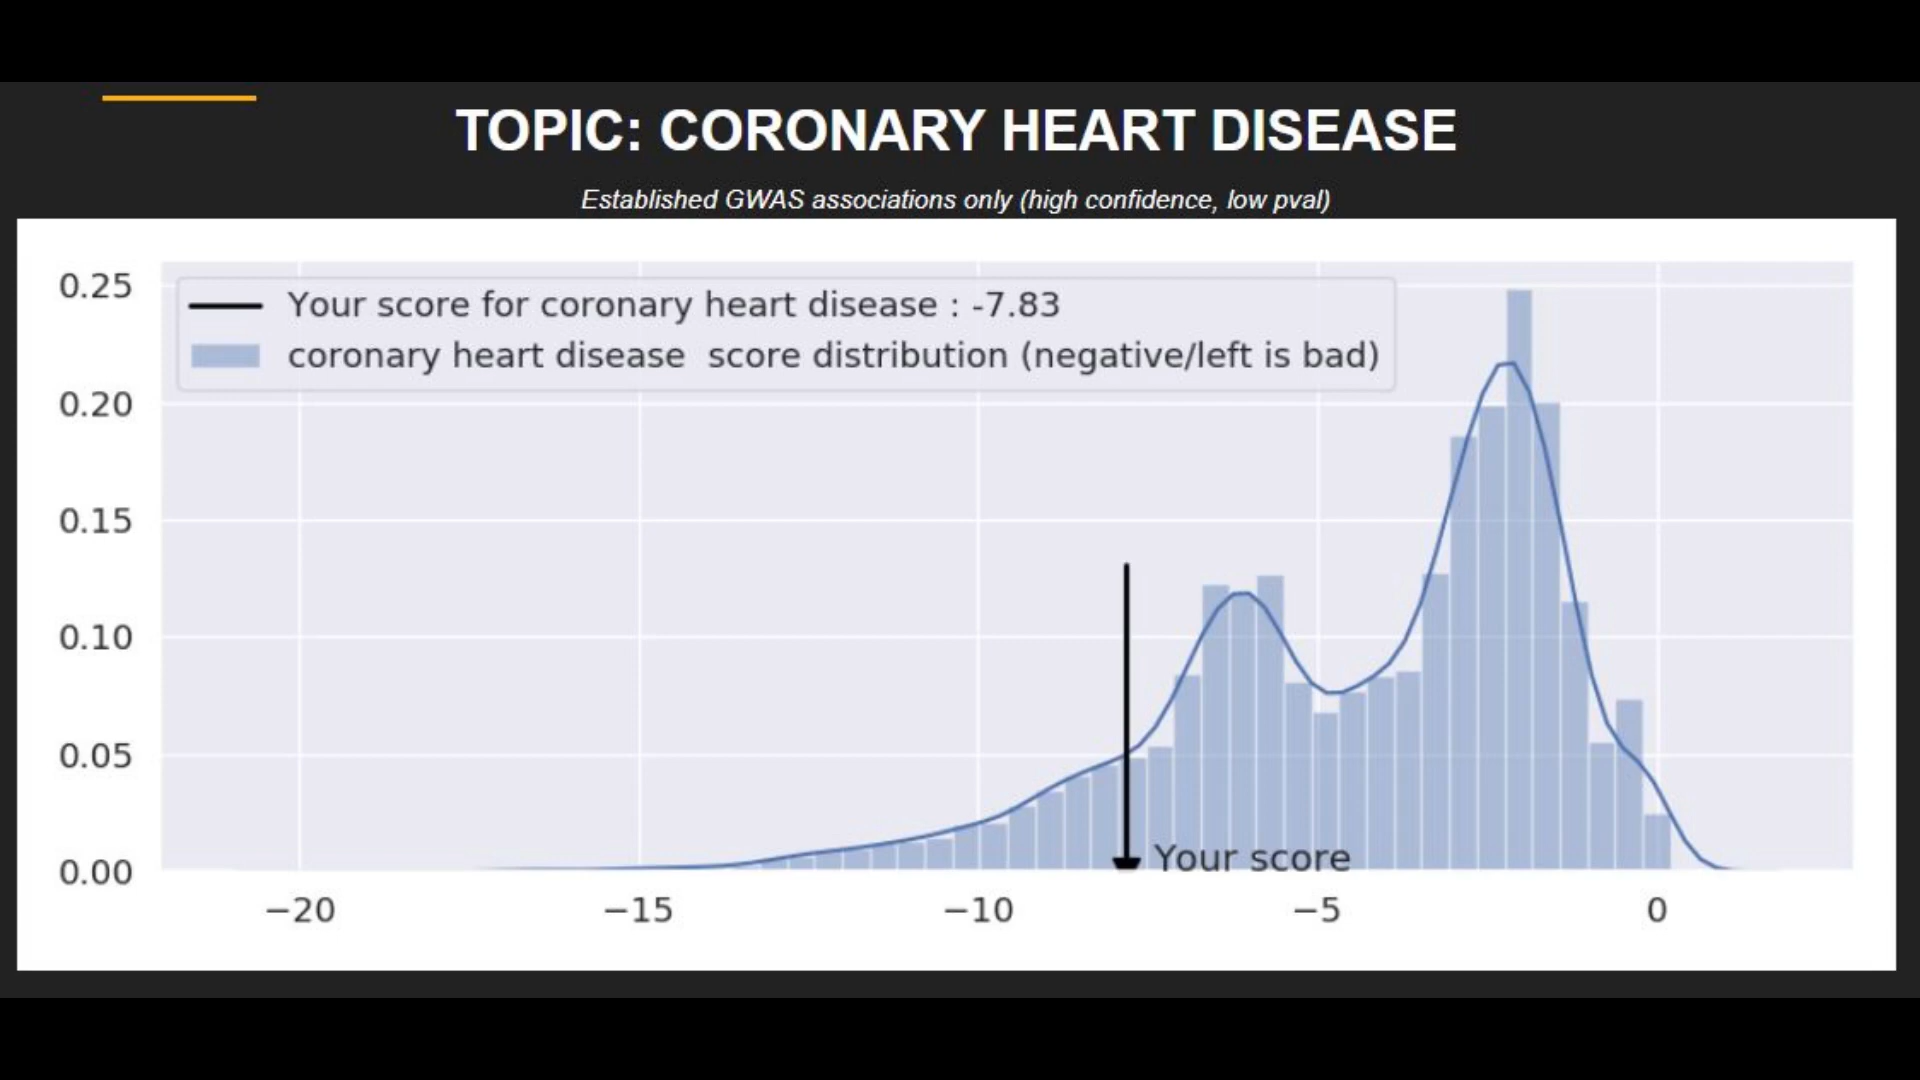 TOPIC: CORONARY HEART DISEASE
Established GWAS associations only (high confidence, low pval)
0.25
0.20
0.15
0.10
0.05
0.00
Your score for coronary heart disease : -7.83
coronary heart disease  score distribution (negative/left is bad)
Your score
−20 −15 −10 −5 0